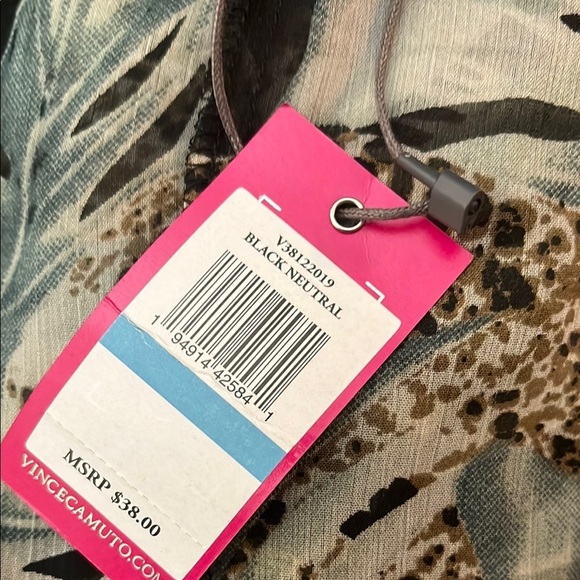 V38122019
BLACK NEUTRAL
1 94914 42584 1
MSRP $38.00
VINCECAMUTO.COM